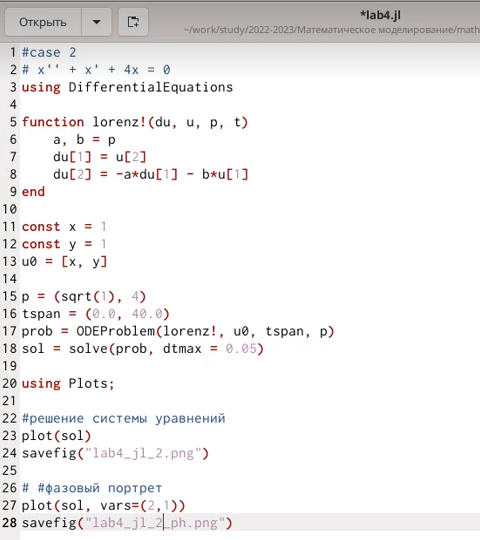 Открыть
*lab4.jl
~/work/study/2022-2023/Математическое моделирование/math
1 #case 2
2 # x'' + x' + 4x = 0
3 using DifferentialEquations
4
5 function lorenz!(du, u, p, t)
6     a, b = p
7     du[1] = u[2]
8     du[2] = -a*du[1] - b*u[1]
9 end
10
11 const x = 1
12 const y = 1
13 u0 = [x, y]
14
15 p = (sqrt(1), 4)
16 tspan = (0.0, 40.0)
17 prob = ODEProblem(lorenz!, u0, tspan, p)
18 sol = solve(prob, dtmax = 0.05)
19
20 using Plots;
21
22 #решение системы уравнений
23 plot(sol)
24 savefig("lab4_jl_2.png")
25
26 # #фазовый портрет
27 plot(sol, vars=(2,1))
28 savefig("lab4_jl_2_ph.png")